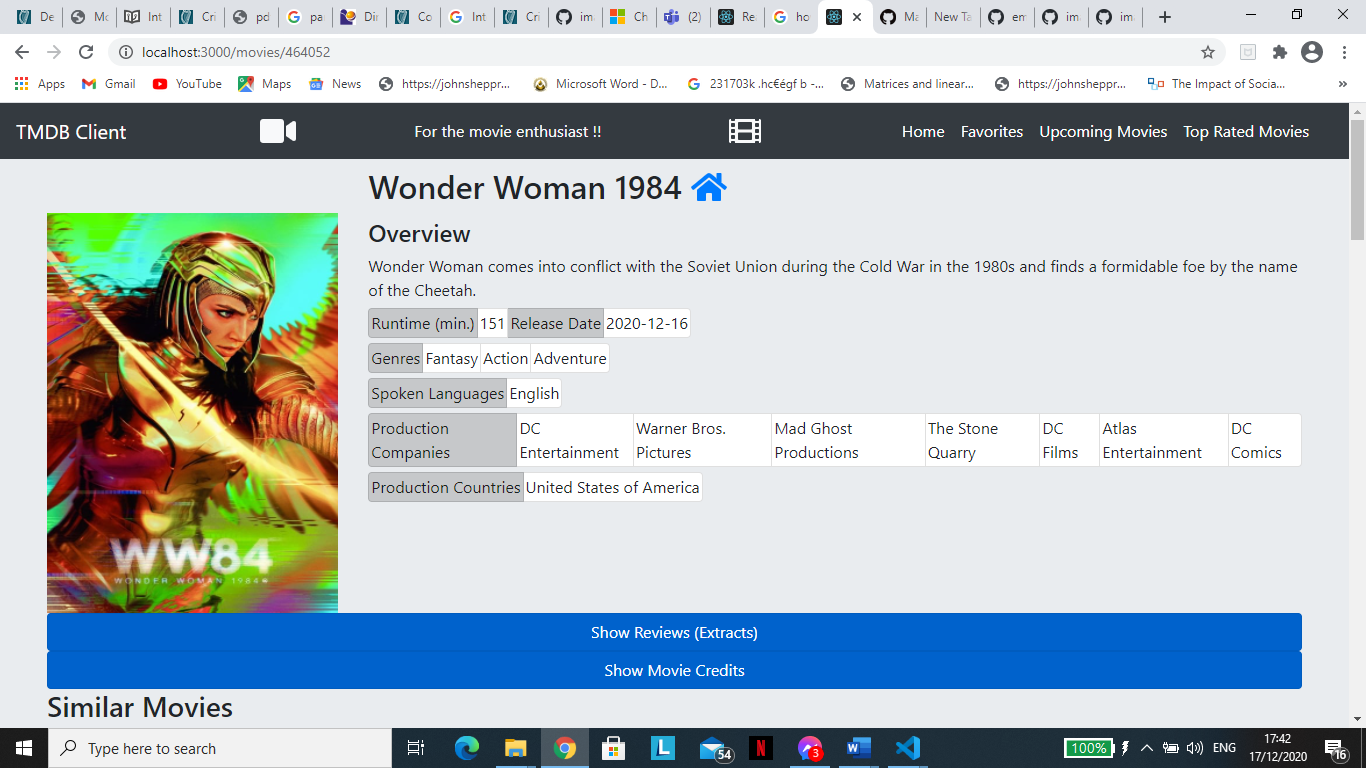 De
Mo
Int
Cri
pd
pa
Dir
Co
Int
Cri
im
Ch
(2)
Re
ho
Ma
New Ta
en
im
im
localhost:3000/movies/464052
Apps
Gmail
YouTube
Maps
News
https://johnsheppr...
Microsoft Word - D...
231703k .hc€égf b -...
Matrices and linear...
https://johnsheppr...
The Impact of Socia...
»
TMDB Client
For the movie enthusiast !!
Home Favorites Upcoming Movies Top Rated Movies
Wonder Woman 1984
Overview
Wonder Woman comes into conflict with the Soviet Union during the Cold War in the 1980s and finds a formidable foe by the name
of the Cheetah.
Runtime (min.) 151 Release Date 2020-12-16
Genres Fantasy Action Adventure
Spoken Languages English
Production
Companies
DC
Entertainment
Warner Bros.
Pictures
Mad Ghost
Productions
The Stone
Quarry
DC
Films
Atlas
Entertainment
DC
Comics
Production Countries United States of America
WW84
WONDER WOMAN 1984
Show Reviews (Extracts)
Show Movie Credits
Similar Movies
Type here to search
L
54
N
3
W
100%
ENG
17:42
17/12/2020
16